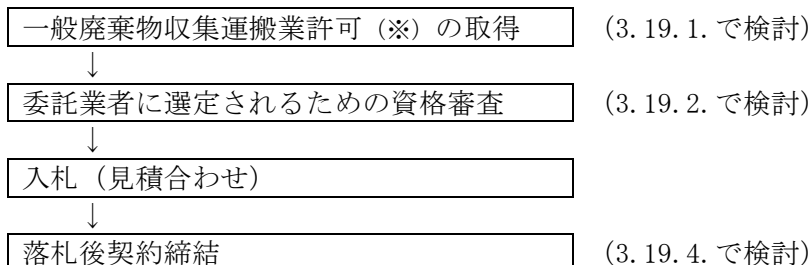 一般廃棄物収集運搬業許可（※）の取得　（3.19.1.で検討）
↓
委託業者に選定されるための資格審査　（3.19.2.で検討）
↓
入札（見積合わせ）
↓
落札後契約締結　（3.19.4.で検討）